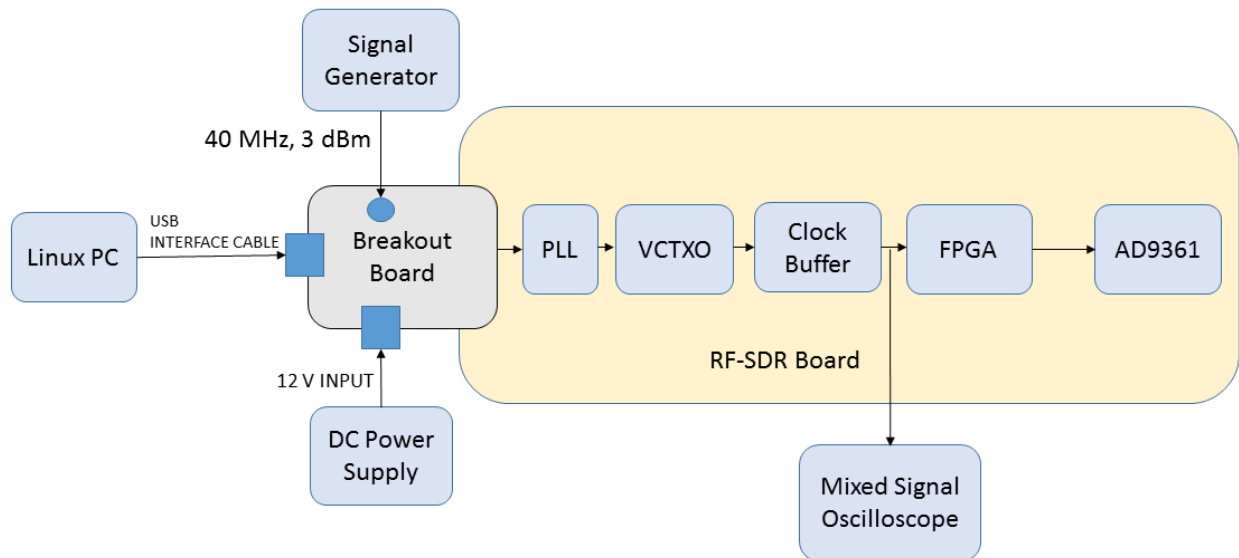 Signal
Generator
40 MHz, 3 dBm
USB
INTERFACE CABLE
Linux PC
Breakout
Board
PLL
VCTXO
Clock
Buffer
FPGA
AD9361
RF-SDR Board
12 V INPUT
DC Power
Supply
Mixed Signal
Oscilloscope